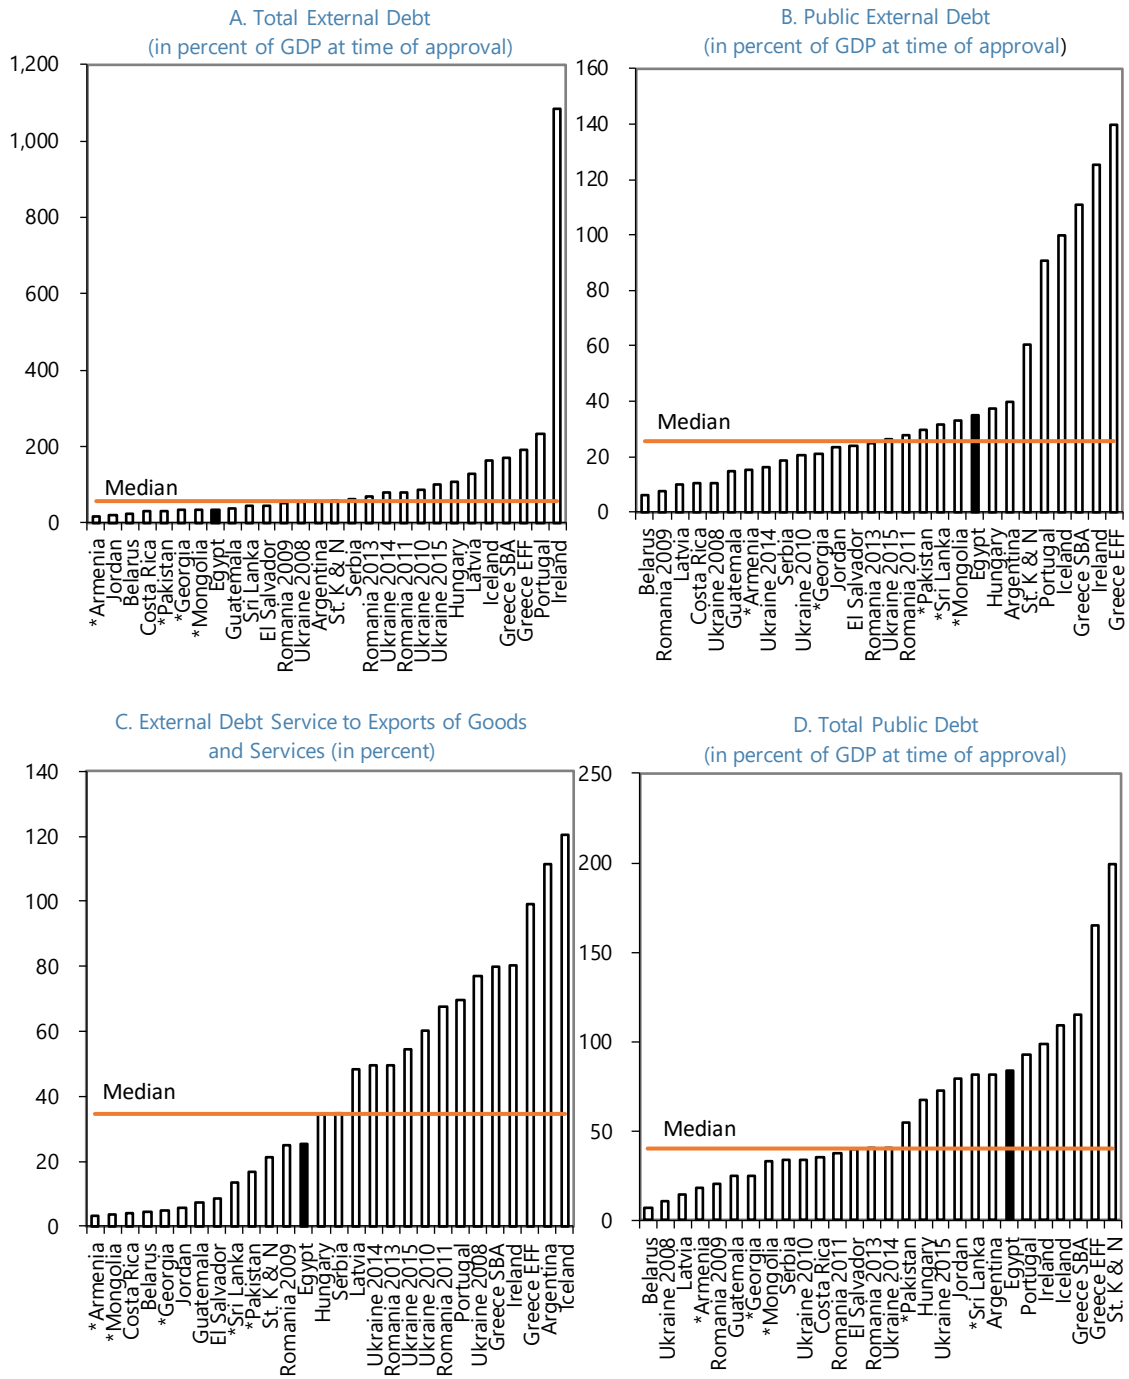 A. Total External Debt
(in percent of GDP at time of approval)
1,200
1,000
800
600
400
200
0
Median
*Armenia
Jordan
Belarus
Costa Rica
*Pakistan
*Georgia
*Mongolia
Egypt
Guatemala
Sri Lanka
El Salvador
Romania 2009
Ukraine 2008
Argentina
St. K & N
Serbia
Romania 2013
Ukraine 2014
Romania 2011
Ukraine 2010
Ukraine 2015
Hungary
Latvia
Iceland
Greece SBA
Greece EFF
Portugal
Ireland
B. Public External Debt
(in percent of GDP at time of approval)
160
140
120
100
80
60
40
20
0
Median
Belarus
Romania 2009
Latvia
Costa Rica
Ukraine 2008
Guatemala
*Armenia
Ukraine 2014
Serbia
Ukraine 2010
*Georgia
Jordan
El Salvador
Romania 2013
Ukraine 2015
Romania 2011
*Pakistan
*Sri Lanka
*Mongolia
Egypt
Hungary
Argentina
St. K & N
Portugal
Iceland
Greece SBA
Ireland
Greece EFF
C. External Debt Service to Exports of Goods
and Services (in percent)
140
120
100
80
60
40
20
0
Median
*Armenia
*Mongolia
Costa Rica
Belarus
*Georgia
Jordan
Guatemala
El Salvador
*Sri Lanka
*Pakistan
St. K & N
Romania 2009
Egypt
Hungary
Serbia
Latvia
Ukraine 2014
Romania 2013
Ukraine 2015
Ukraine 2010
Romania 2011
Portugal
Ukraine 2008
Greece SBA
Ireland
Greece EFF
Argentina
Iceland
D. Total Public Debt
(in percent of GDP at time of approval)
250
200
150
100
50
0
Median
Belarus
Ukraine 2008
Latvia
*Armenia
Romania 2009
Guatemala
*Georgia
*Mongolia
Serbia
Ukraine 2010
Costa Rica
Romania 2011
El Salvador
Romania 2013
Ukraine 2014
*Pakistan
Hungary
Ukraine 2015
Jordan
*Sri Lanka
Argentina
Egypt
Portugal
Ireland
Iceland
Greece SBA
Greece EFF
St. K & N